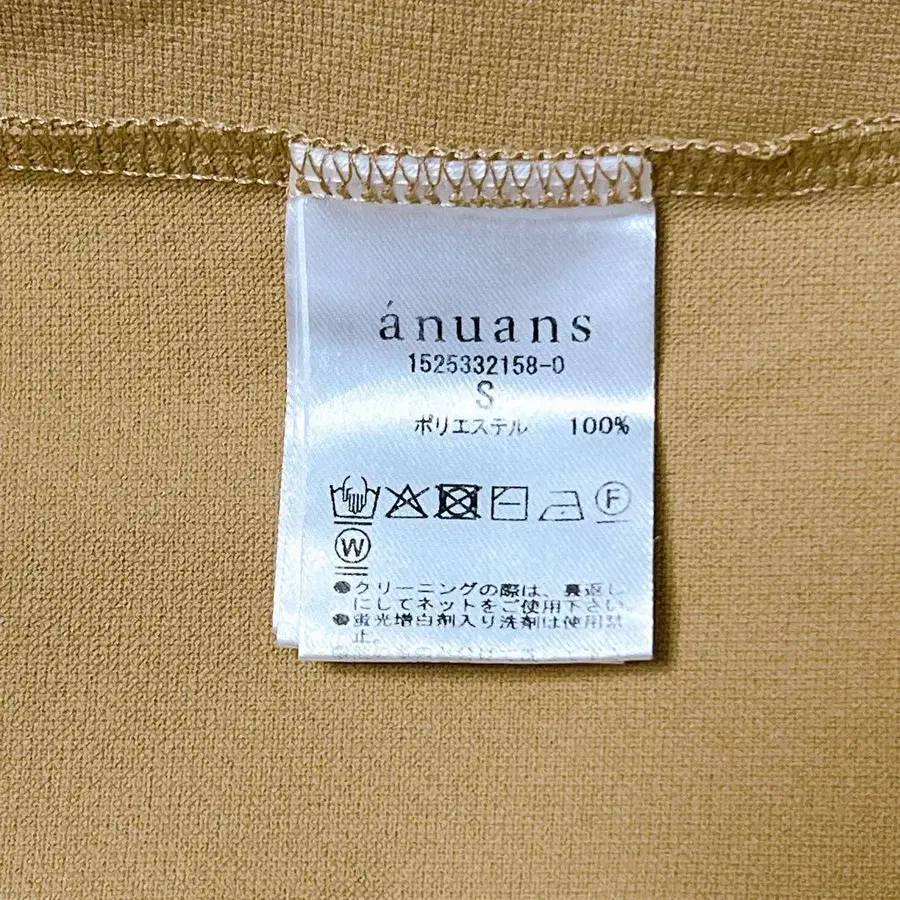 ánuans
1525332158-0
S
ポリエステル 100%
F
W
●クリーニングの際は、裏返し
にしてネットをご使用下さい。
●蛍光増白剤入り洗剤は使用禁
止。